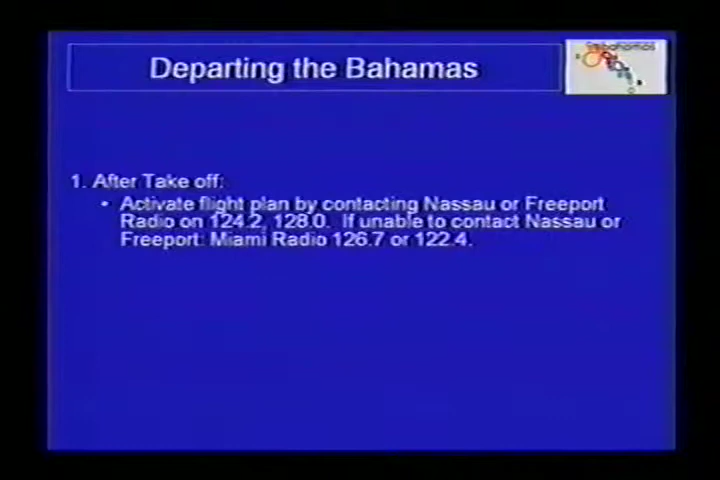 Departing the Bahamas
1. After Take off:
• Activate flight plan by contacting Nassau or Freeport
Radio on 124.2, 128.0. If unable to contact Nassau or
Freeport: Miami Radio 126.7 or 122.4.